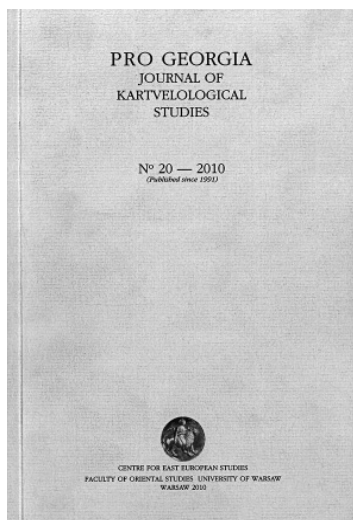 PRO GEORGIA
JOURNAL OF
KARTVELOLOGICAL
STUDIES
Nº 20 — 2010
(Published since 1991)
CENTRE FOR EAST EUROPEAN STUDIES
FACULTY OF ORIENTAL STUDIES UNIVERSITY OF WARSAW
WARSAW 2010